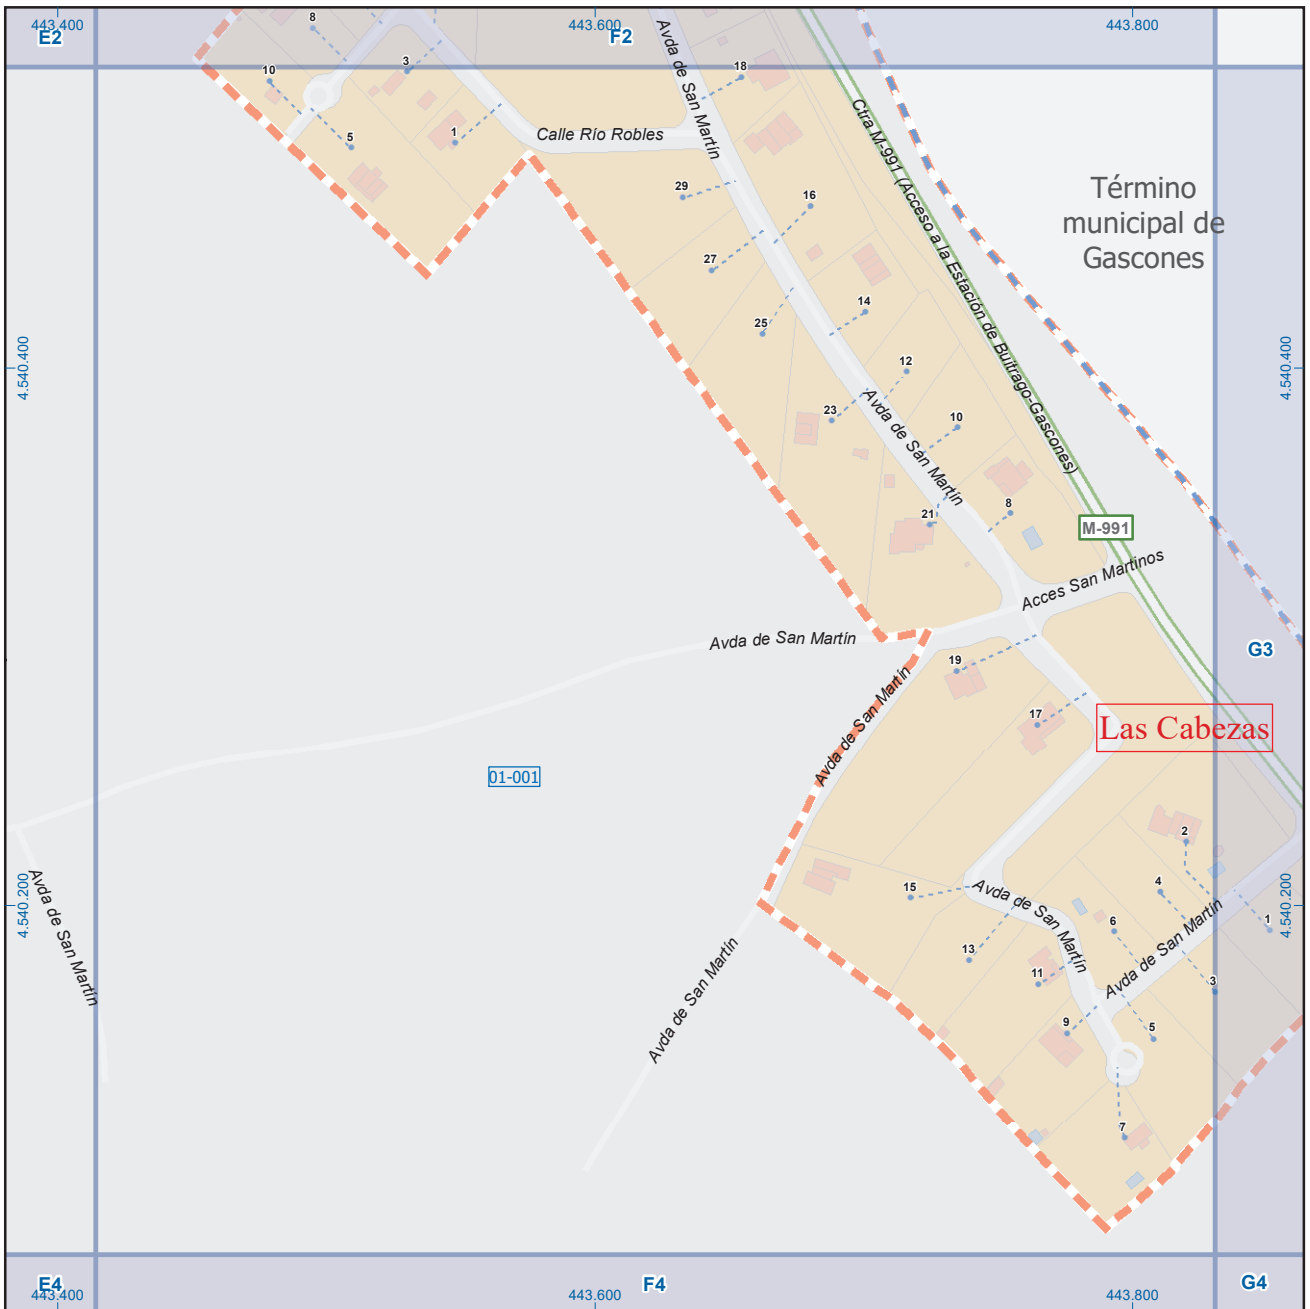 443.400
443.600
443.800
E2
F2
8
3
10
18
5
1
Calle Río Robles
Avda de San Martín
Ctra M-991 (Acceso a la Estación de Buitrago-Gascones)
Término
municipal de
Gascones
29
16
27
14
25
4.540.400
4.540.400
12
23
10
Avda de San Martín
21
8
M-991
Acces San Martinos
Avda de San Martín
19
G3
Avda de San Martín
17
Las Cabezas
01-001
2
4
15
Avda de San Martín
4.540.200
4.540.200
Avda de San Martín
6
1
13
11
Avda de San Martín
3
Avda de San Martín
9
5
7
E4
F4
G4
443.400
443.600
443.800